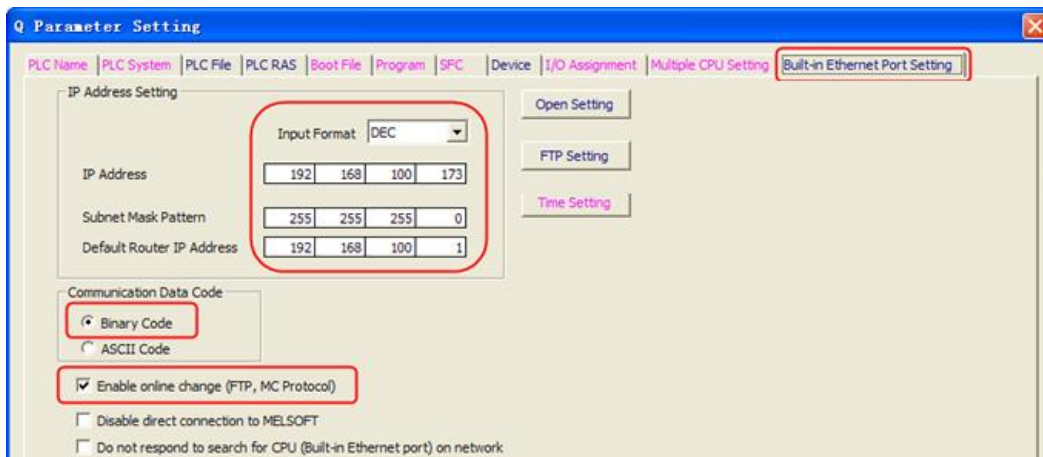 Q Parameter Setting
PLC Name PLC System PLC File PLC RAS Boot File Program SFC Device I/O Assignment Multiple CPU Setting Built-in Ethernet Port Setting
IP Address Setting
Input Format DEC
IP Address 192 168 100 173
Subnet Mask Pattern 255 255 255 0
Default Router IP Address 192 168 100 1
Open Setting
FTP Setting
Time Setting
Communication Data Code
Binary Code
ASCII Code
Enable online change (FTP, MC Protocol)
Disable direct connection to MELSOFT
Do not respond to search for CPU (Built-in Ethernet port) on network